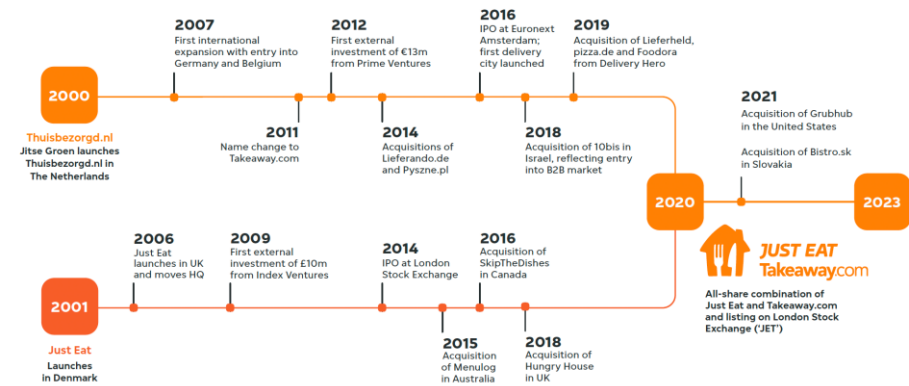 2000
Thuisbezorgd.nl
Jitse Groen launches
Thuisbezorgd.nl in
The Netherlands
2007
First international
expansion with entry into
Germany and Belgium
2011
Name change to
Takeaway.com
2012
First external
investment of €13m
from Prime Ventures
2014
Acquisitions of
Lieferando.de
and Pyszne.pl
2016
IPO at Euronext
Amsterdam;
first delivery
city launched
2018
Acquisition of 10bis in
Israel, reflecting entry
into B2B market
2019
Acquisition of Lieferheld,
pizza.de and Foodora
from Delivery Hero
2001
Just Eat
Launches
in Denmark
2006
Just Eat
launches in UK
and moves HQ
2009
First external
investment of £10m
from Index Ventures
2014
IPO at London
Stock Exchange
2015
Acquisition
of Menulog
in Australia
2016
Acquisition of
SkipTheDishes
in Canada
2018
Acquisition of
Hungry House
in UK
2020
JUST EAT
Takeaway.com
All-share combination of
Just Eat and Takeaway.com
and listing on London Stock
Exchange (‘JET’)
2021
Acquisition of Grubhub
in the United States
Acquisition of Bistro.sk
in Slovakia
2023